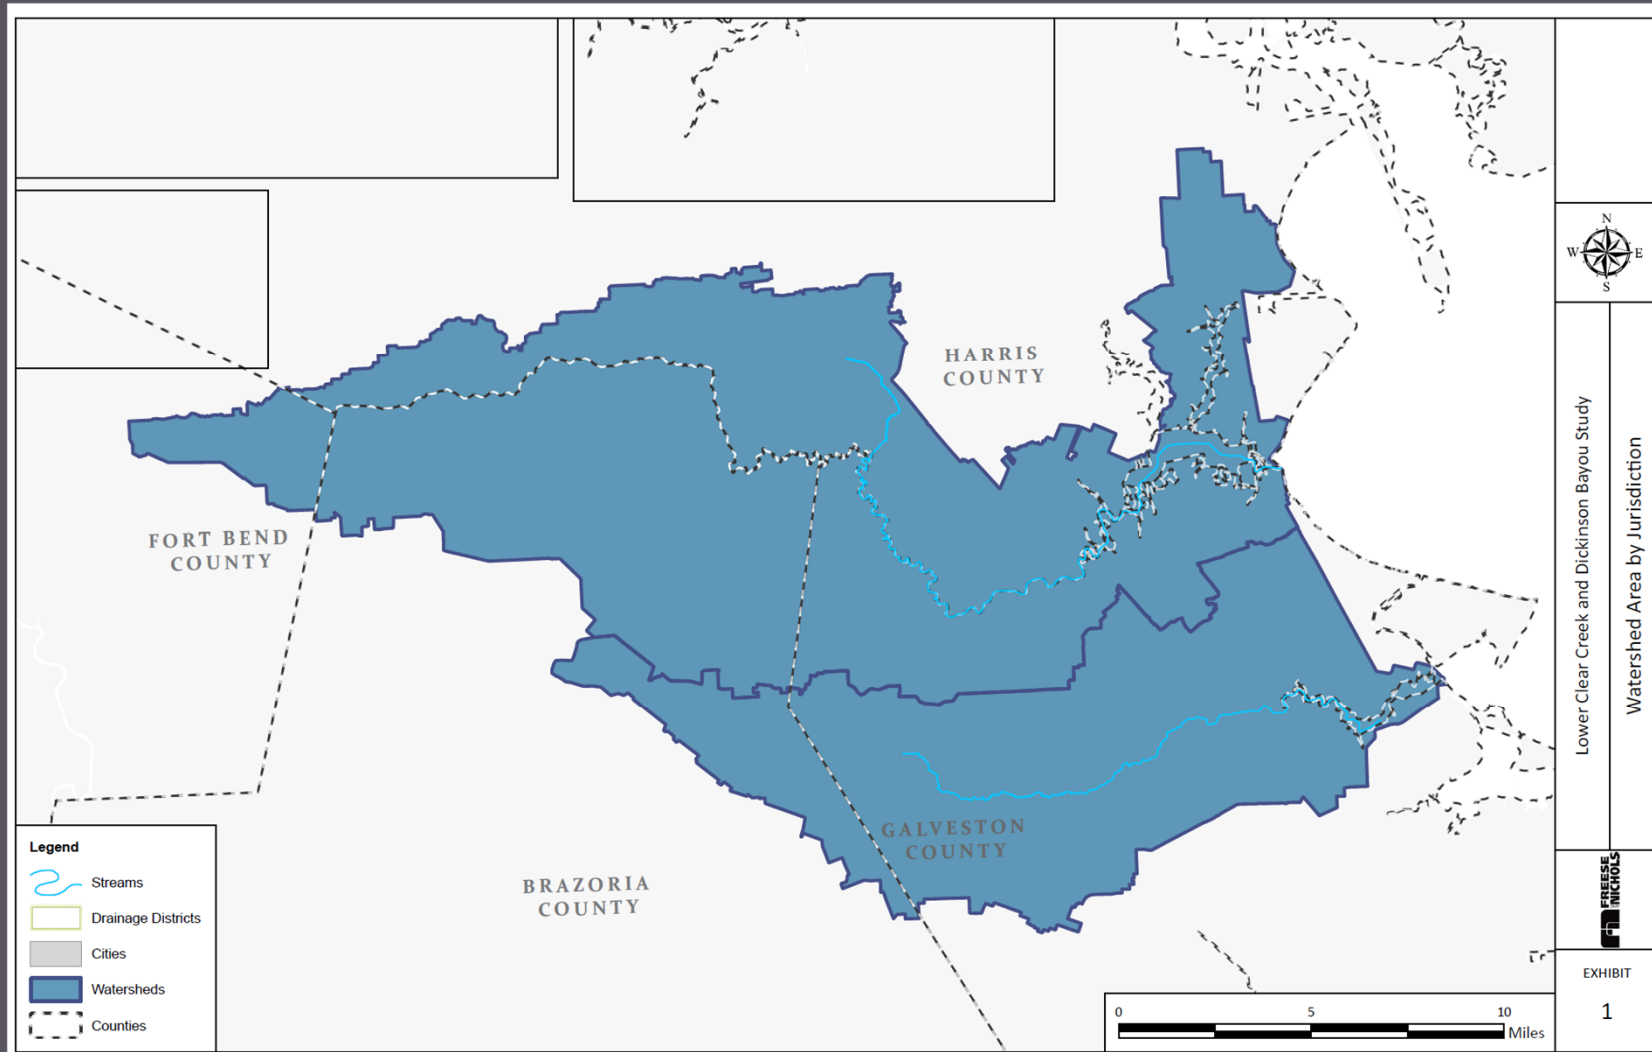 HARRIS
COUNTY
FORT BEND
COUNTY
GALVESTON
COUNTY
BRAZORIA
COUNTY
Legend
Streams
Drainage Districts
Cities
Watersheds
Counties
0 5 10
Miles
N
W E
S
Lower Clear Creek and Dickinson Bayou Study
Watershed Area by Jurisdiction
FREESE
NICHOLS
EXHIBIT
1